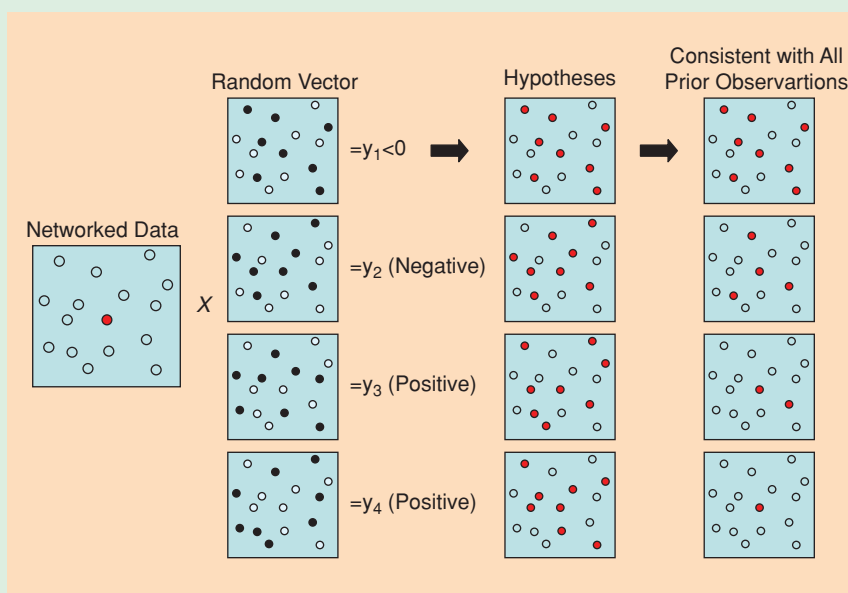 Random Vector
Hypotheses
Consistent with All
Prior Observartions
=y1<0
Networked Data
X
=y2 (Negative)
=y3 (Positive)
=y4 (Positive)